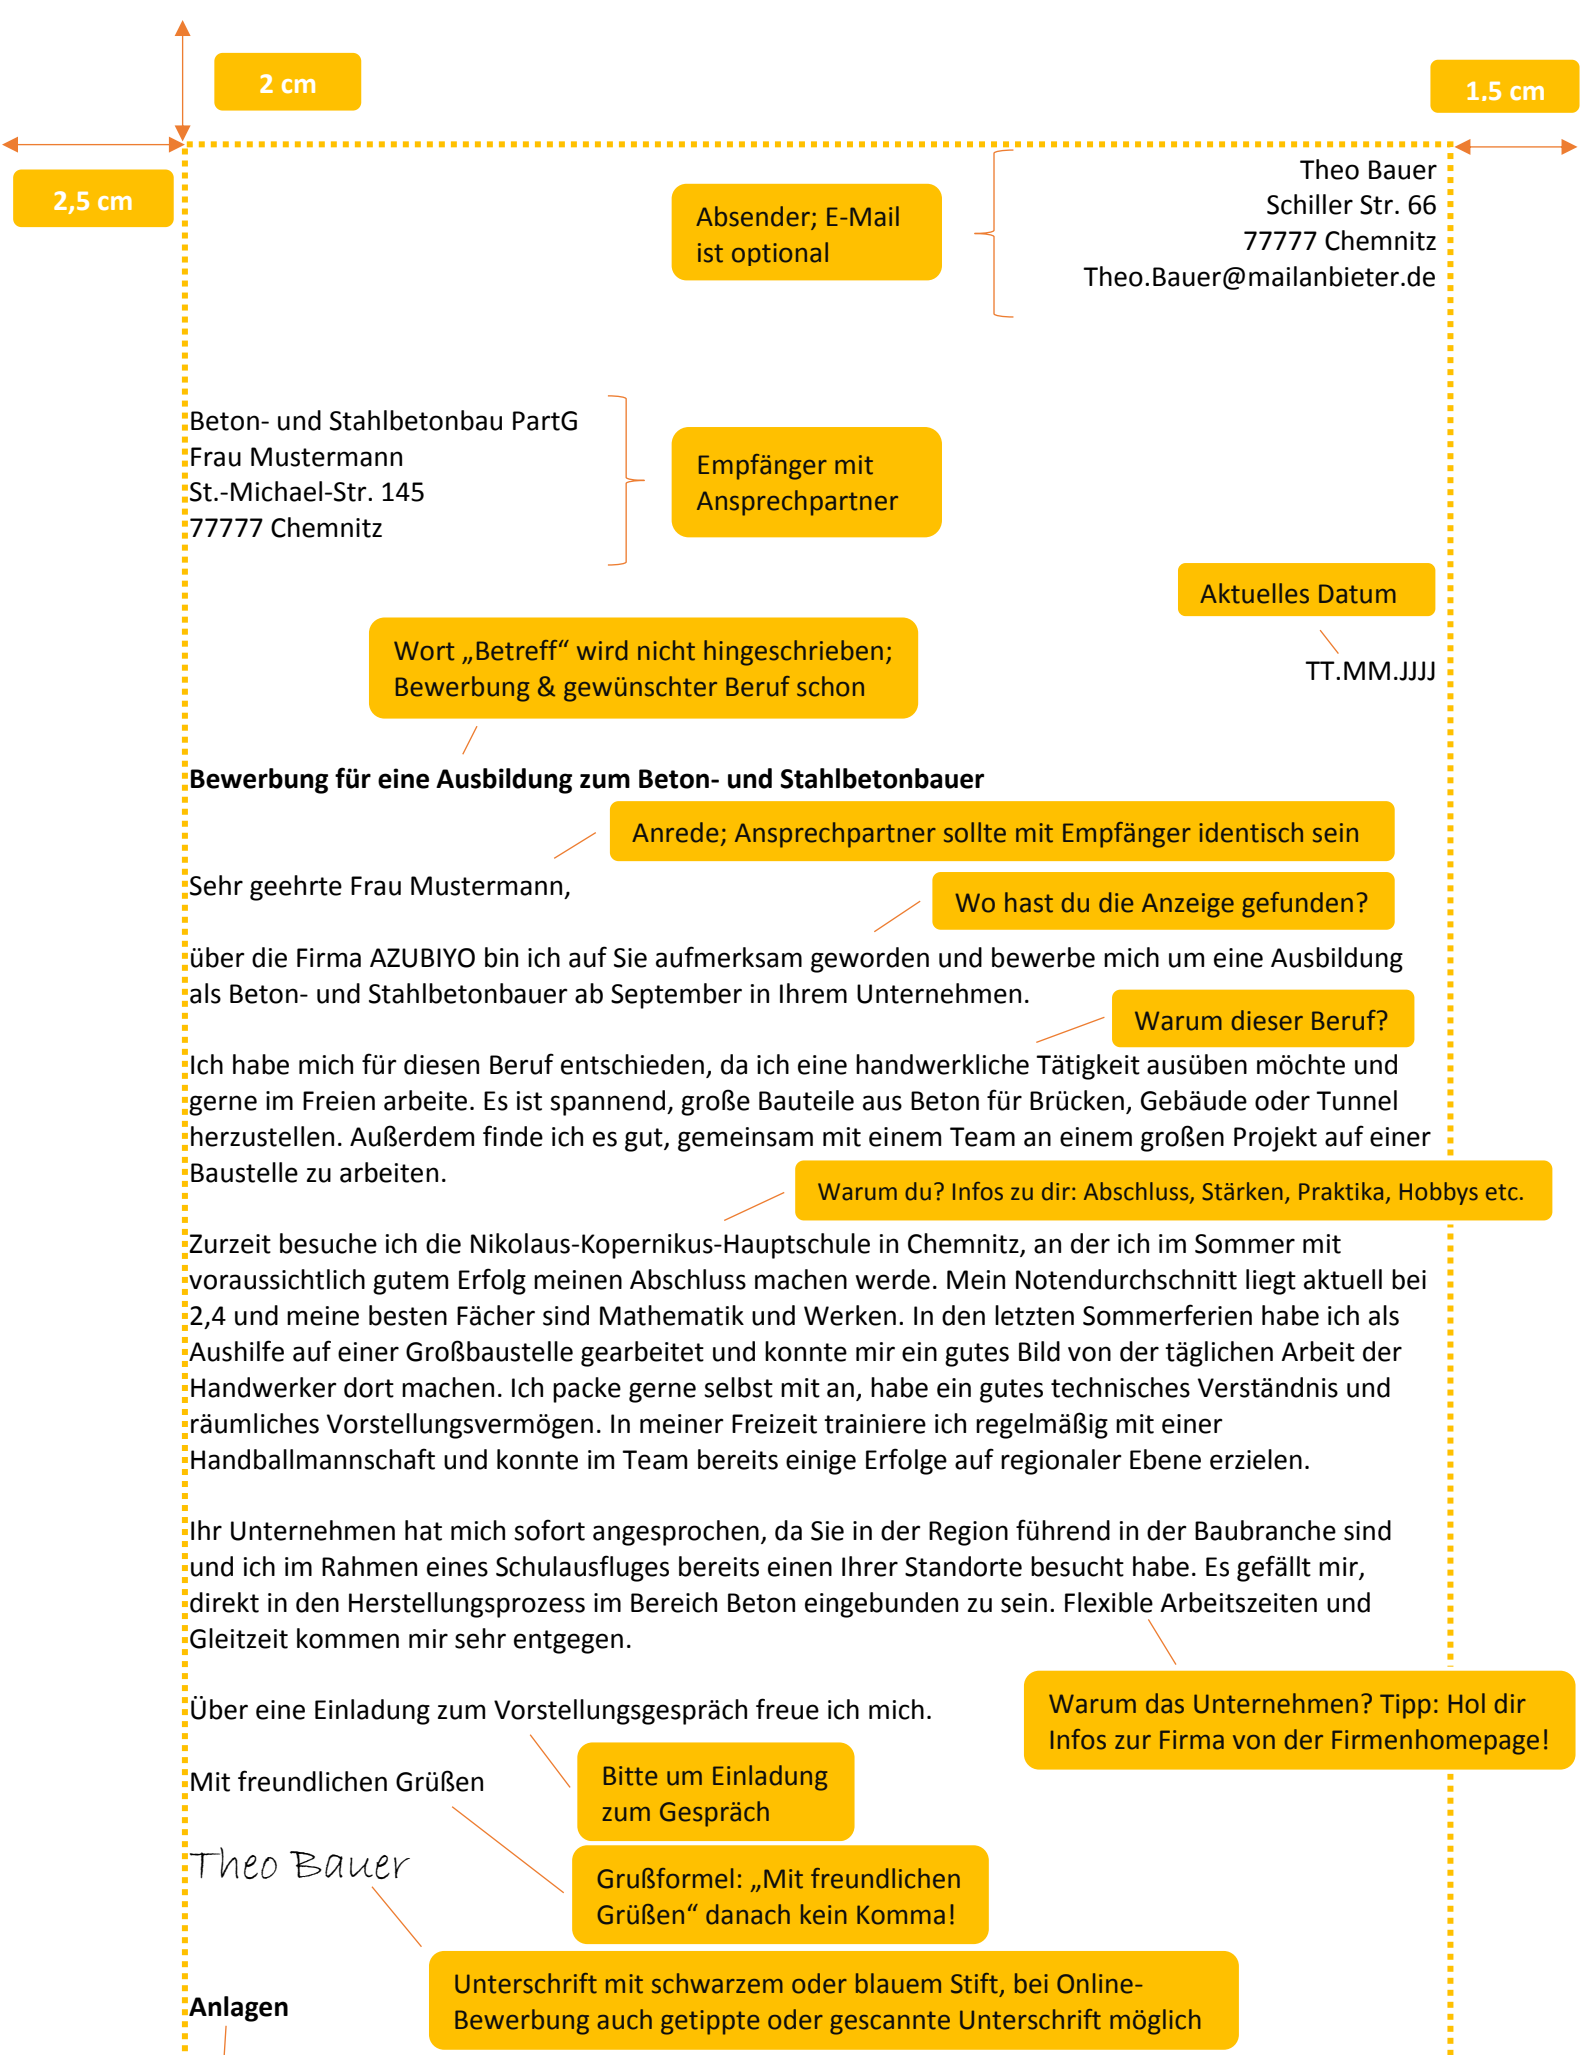 2 cm
1,5 cm
2,5 cm
Absender; E-Mail
ist optional
Theo Bauer
Schiller Str. 66
77777 Chemnitz
Theo.Bauer@mailanbieter.de
Beton- und Stahlbetonbau PartG
Frau Mustermann
St.-Michael-Str. 145
77777 Chemnitz
Empfänger mit
Ansprechpartner
Aktuelles Datum
TT.MM.JJJJ
Wort „Betreff“ wird nicht hingeschrieben;
Bewerbung & gewünschter Beruf schon
Bewerbung für eine Ausbildung zum Beton- und Stahlbetonbauer
Anrede; Ansprechpartner sollte mit Empfänger identisch sein
Sehr geehrte Frau Mustermann,
Wo hast du die Anzeige gefunden?
über die Firma AZUBIYO bin ich auf Sie aufmerksam geworden und bewerbe mich um eine Ausbildung
als Beton- und Stahlbetonbauer ab September in Ihrem Unternehmen.
Warum dieser Beruf?
Ich habe mich für diesen Beruf entschieden, da ich eine handwerkliche Tätigkeit ausüben möchte und
gerne im Freien arbeite. Es ist spannend, große Bauteile aus Beton für Brücken, Gebäude oder Tunnel
herzustellen. Außerdem finde ich es gut, gemeinsam mit einem Team an einem großen Projekt auf einer
Baustelle zu arbeiten.
Warum du? Infos zu dir: Abschluss, Stärken, Praktika, Hobbys etc.
Zurzeit besuche ich die Nikolaus-Kopernikus-Hauptschule in Chemnitz, an der ich im Sommer mit
voraussichtlich gutem Erfolg meinen Abschluss machen werde. Mein Notendurchschnitt liegt aktuell bei
2,4 und meine besten Fächer sind Mathematik und Werken. In den letzten Sommerferien habe ich als
Aushilfe auf einer Großbaustelle gearbeitet und konnte mir ein gutes Bild von der täglichen Arbeit der
Handwerker dort machen. Ich packe gerne selbst mit an, habe ein gutes technisches Verständnis und
räumliches Vorstellungsvermögen. In meiner Freizeit trainiere ich regelmäßig mit einer
Handballmannschaft und konnte im Team bereits einige Erfolge auf regionaler Ebene erzielen.
Ihr Unternehmen hat mich sofort angesprochen, da Sie in der Region führend in der Baubranche sind
und ich im Rahmen eines Schulausfluges bereits einen Ihrer Standorte besucht habe. Es gefällt mir,
direkt in den Herstellungsprozess im Bereich Beton eingebunden zu sein. Flexible Arbeitszeiten und
Gleitzeit kommen mir sehr entgegen.
Warum das Unternehmen? Tipp: Hol dir
Infos zur Firma von der Firmenhomepage!
Über eine Einladung zum Vorstellungsgespräch freue ich mich.
Bitte um Einladung
zum Gespräch
Mit freundlichen Grüßen
Theo Bauer
Grußformel: „Mit freundlichen
Grüßen“ danach kein Komma!
Unterschrift mit schwarzem oder blauem Stift, bei Online-
Bewerbung auch getippte oder gescannte Unterschrift möglich
Anlagen